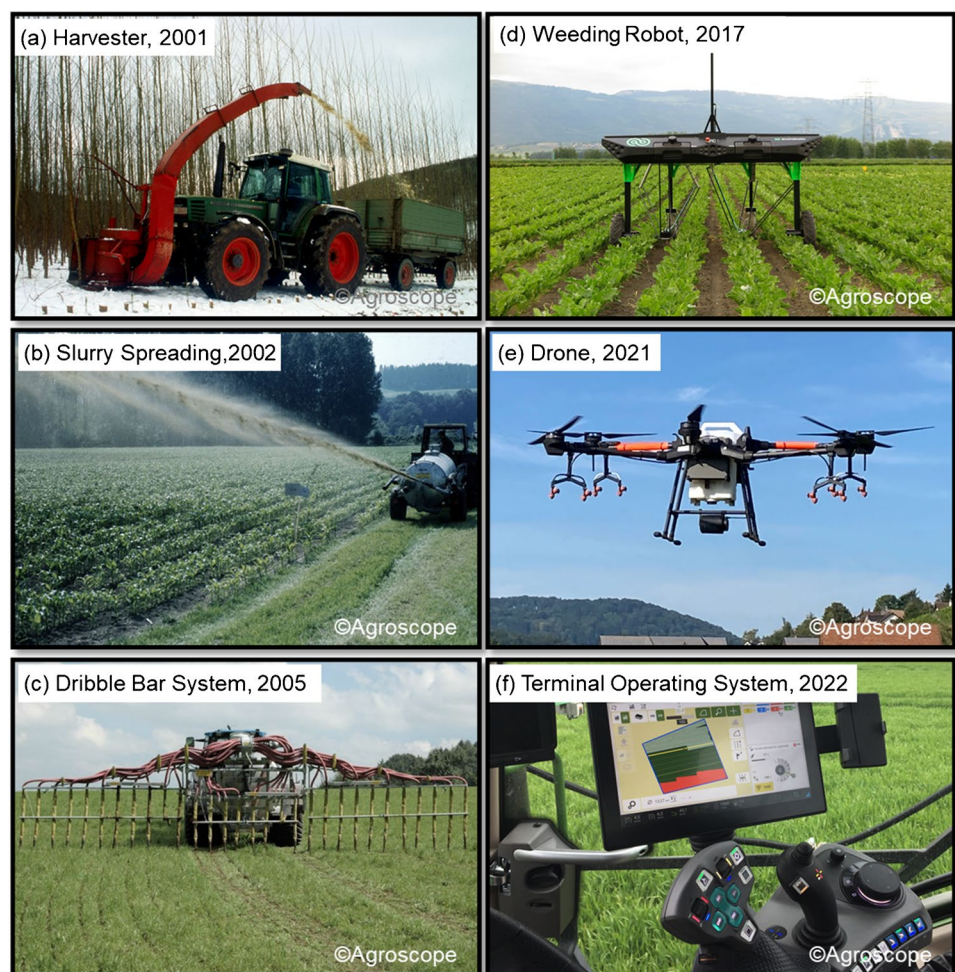 (a) Harvester, 2001
©Agroscope
(b) Slurry Spreading,2002
©Agroscope
(c) Dribble Bar System, 2005
©Agroscope
(d) Weeding Robot, 2017
©Agroscope
(e) Drone, 2021
©Agroscope
(f) Terminal Operating System, 2022
©Agroscope